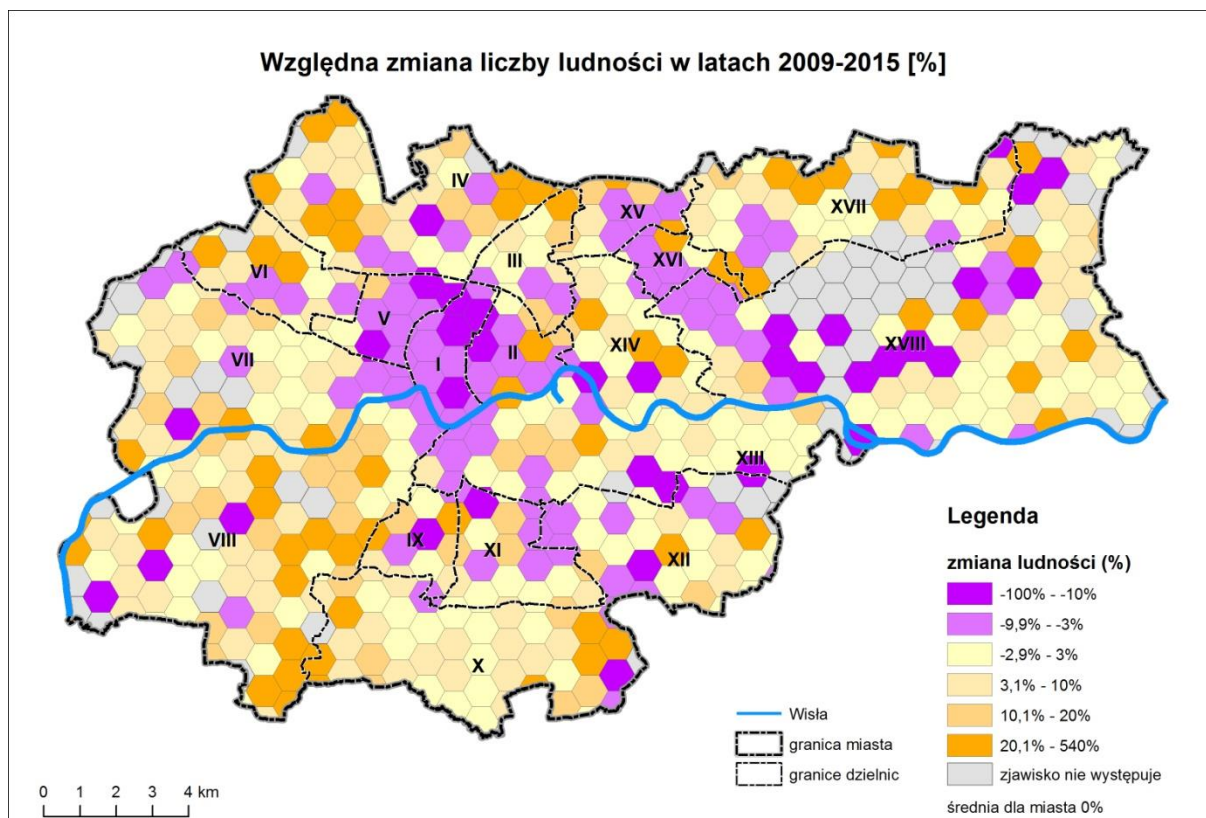 Względna zmiana liczby ludności w latach 2009-2015 [%]
IV
XV
XVII
III
XVI
VI
V
I
II
XIV
VII
XVIII
XIII
VIII
IX
XI
XII
X
Legenda
zmiana ludności (%)
-100% - -10%
-9,9% - -3%
-2,9% - 3%
3,1% - 10%
10,1% - 20%
20,1% - 540%
zjawisko nie występuje
średnia dla miasta 0%
Wisła
granica miasta
granice dzielnic
0 1 2 4 km